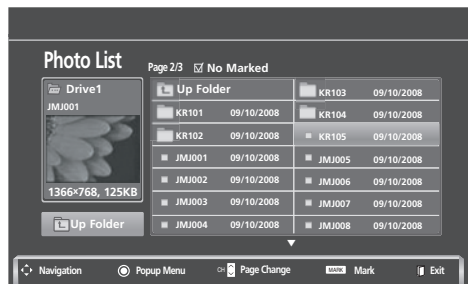 Photo List
Page 2/3 ☑ No Marked
Drive1
JMJ001
1366×768, 125KB
Up Folder
Up Folder
KR101 09/10/2008
KR102 09/10/2008
JMJ001 09/10/2008
JMJ002 09/10/2008
JMJ003 09/10/2008
JMJ004 09/10/2008
KR103 09/10/2008
KR104 09/10/2008
KR105 09/10/2008
JMJ005 09/10/2008
JMJ006 09/10/2008
JMJ007 09/10/2008
JMJ008 09/10/2008
Navigation Popup Menu CH Page Change MARK Mark Exit